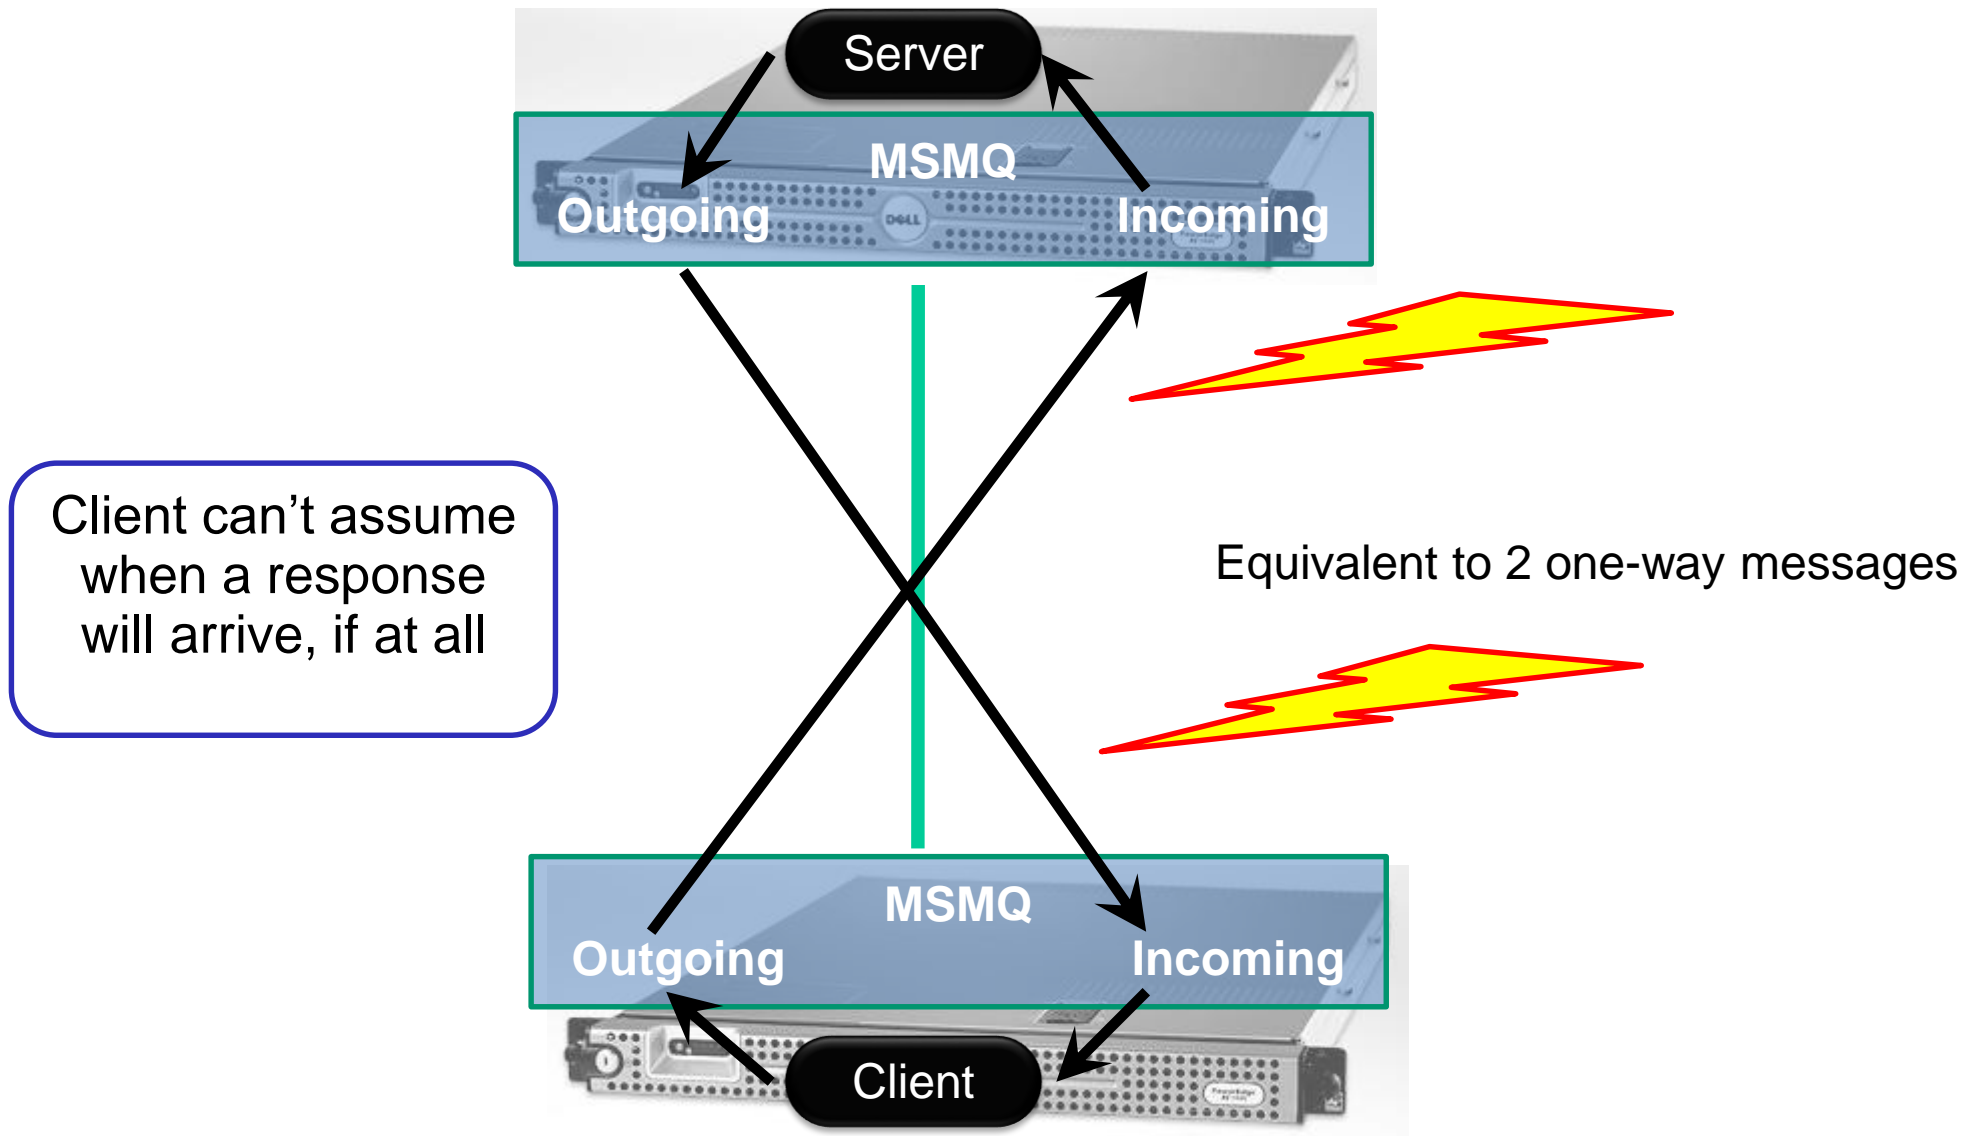 Server
MSMQ
Outgoing
Incoming
DELL
Client can’t assume
when a response
will arrive, if at all
Equivalent to 2 one-way messages
MSMQ
Outgoing
Incoming
Client